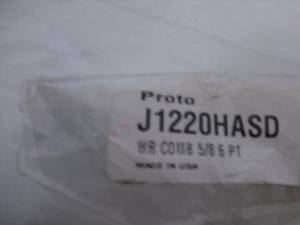 Proto
J1220HASD
WR COMB 5/8 6 PT
MADE IN USA